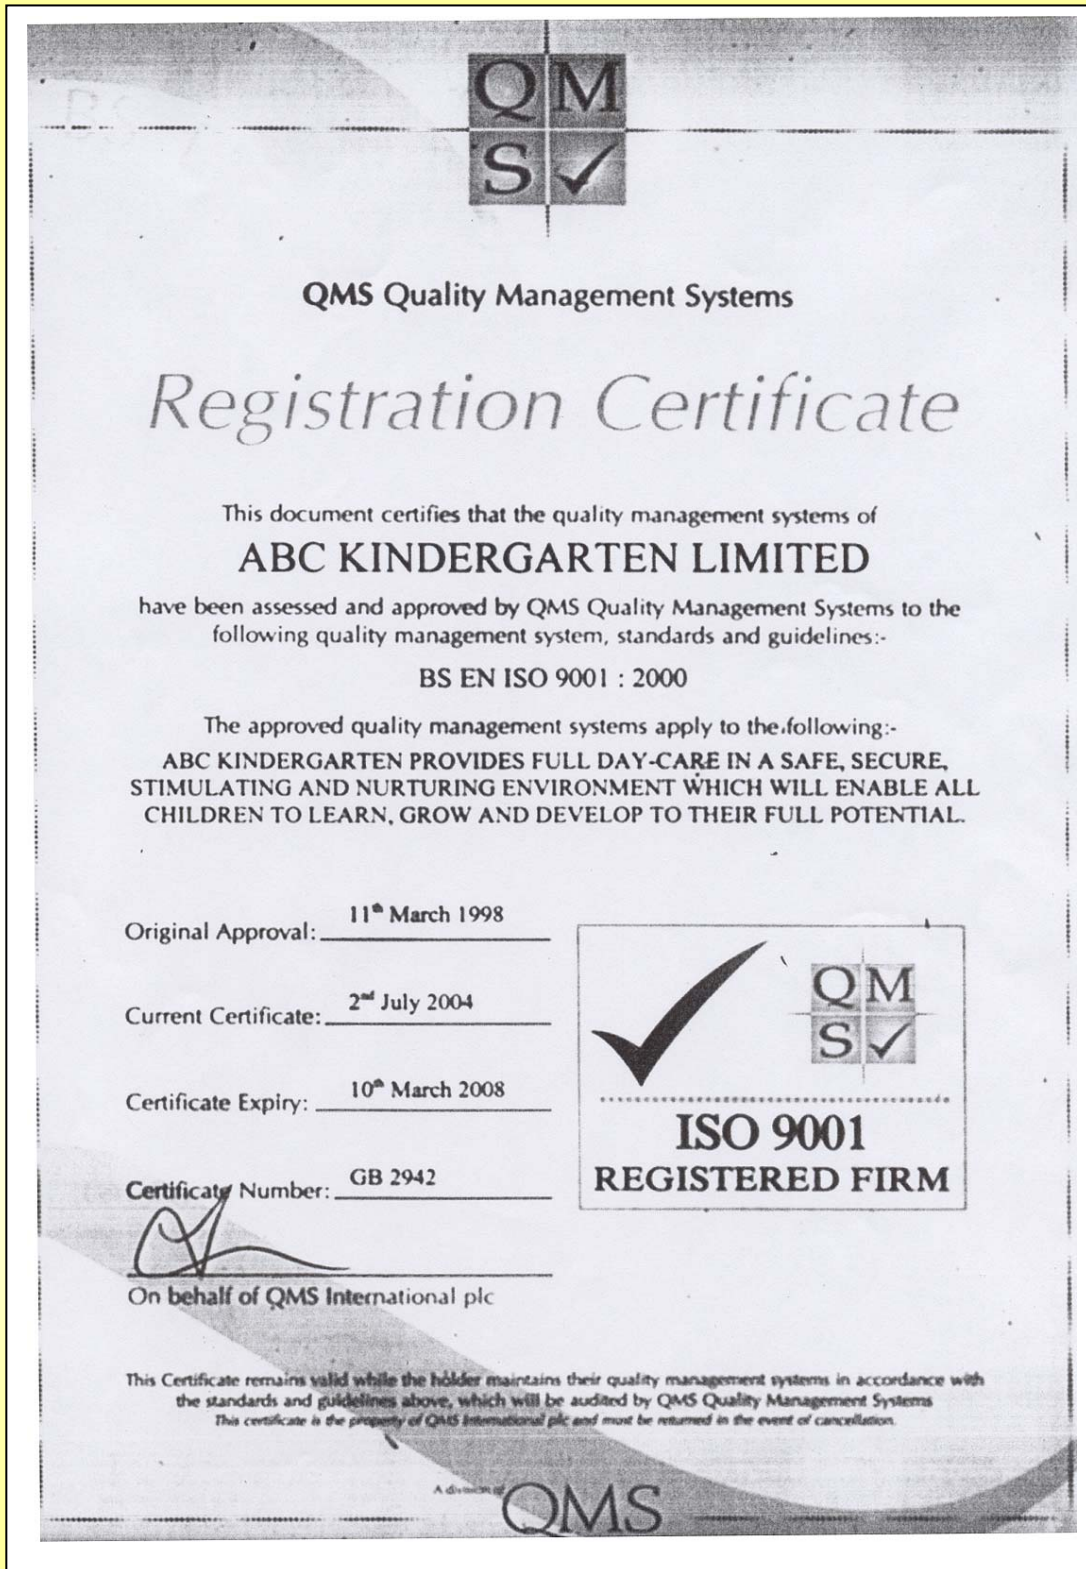 Q M
S
QMS Quality Management Systems
Registration Certificate
This document certifies that the quality management systems of
ABC KINDERGARTEN LIMITED
have been assessed and approved by QMS Quality Management Systems to the
following quality management system, standards and guidelines:-
BS EN ISO 9001 : 2000
The approved quality management systems apply to the following:-
ABC KINDERGARTEN PROVIDES FULL DAY-CARE IN A SAFE, SECURE,
STIMULATING AND NURTURING ENVIRONMENT WHICH WILL ENABLE ALL
CHILDREN TO LEARN, GROW AND DEVELOP TO THEIR FULL POTENTIAL.
Original Approval: 11th March 1998
Current Certificate: 2nd July 2004
Certificate Expiry: 10th March 2008
Certificate Number: GB 2942
On behalf of QMS International plc
Q M
S
ISO 9001
REGISTERED FIRM
This Certificate remains valid while the holder maintains their quality management systems in accordance with
the standards and guidelines above, which will be audited by QMS Quality Management Systems
This certificate is the property of QMS International plc and must be returned in the event of cancellation.
A division of
QMS